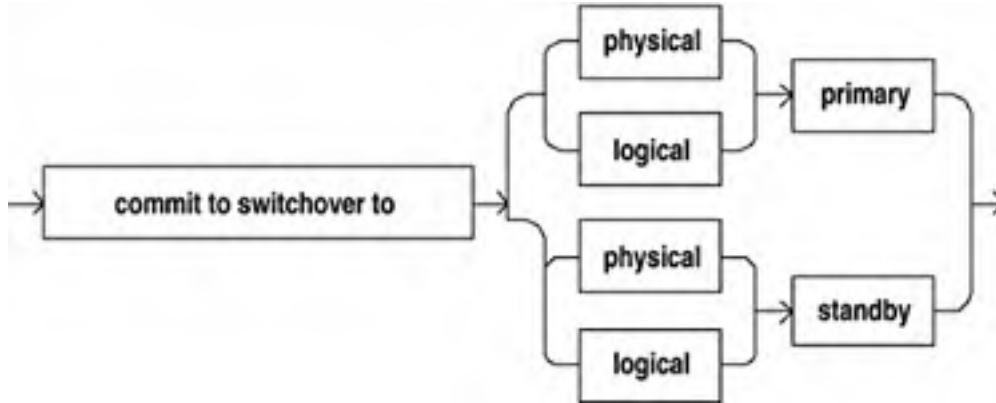 physical
logical
primary
commit to switchover to
physical
logical
standby